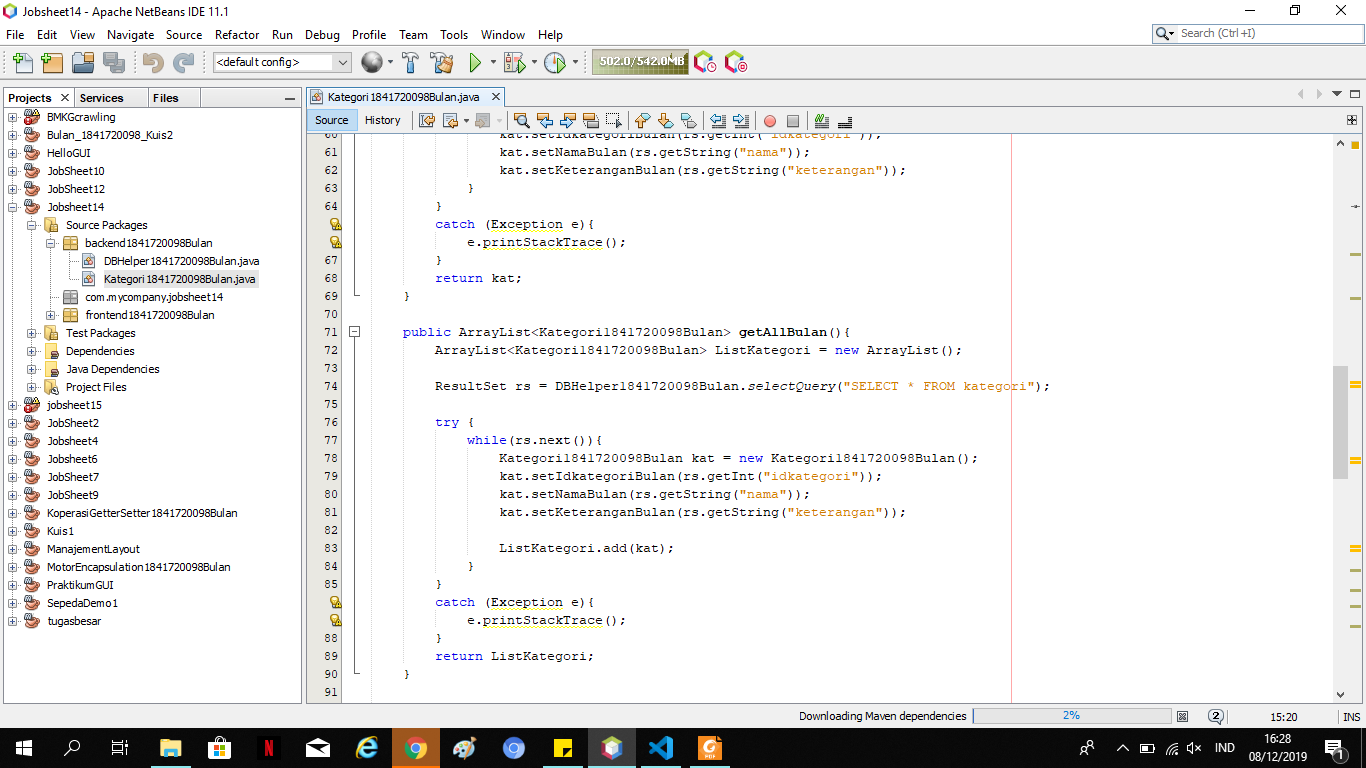 Jobsheet14 - Apache NetBeans IDE 11.1
File Edit View Navigate Source Refactor Run Debug Profile Team Tools Window Help
Search (Ctrl+I)
<default config>
502.0/542.0MB
Projects Services Files
BMKGcrawling
Bulan_1841720098_Kuis2
HelloGUI
JobSheet10
JobSheet12
Jobsheet14
Source Packages
backend1841720098Bulan
DBHelper1841720098Bulan.java
Kategori1841720098Bulan.java
com.mycompany.jobsheet14
frontend1841720098Bulan
Test Packages
Dependencies
Java Dependencies
Project Files
jobsheet15
JobSheet2
Jobsheet4
Jobsheet6
JobSheet7
JobSheet9
KoperasiGetterSetter1841720098Bulan
Kuis1
ManajementLayout
MotorEncapsulation1841720098Bulan
PraktikumGUI
SepedaDemo1
tugasbesar
Kategori1841720098Bulan.java
Source History
60 kat.setIdkategoriBulan(rs.getInt("idkategori"));
61 kat.setNamaBulan(rs.getString("nama"));
62 kat.setKeteranganBulan(rs.getString("keterangan"));
63 }
64 }
catch (Exception e){
e.printStackTrace();
67 }
68 return kat;
69 }
70
71 public ArrayList<Kategori1841720098Bulan> getAllBulan(){
72 ArrayList<Kategori1841720098Bulan> ListKategori = new ArrayList();
73
74 ResultSet rs = DBHelper1841720098Bulan.selectQuery("SELECT * FROM kategori");
75
76 try {
77 while(rs.next()){
78 Kategori1841720098Bulan kat = new Kategori1841720098Bulan();
79 kat.setIdkategoriBulan(rs.getInt("idkategori"));
80 kat.setNamaBulan(rs.getString("nama"));
81 kat.setKeteranganBulan(rs.getString("keterangan"));
82
83 ListKategori.add(kat);
84 }
85 }
catch (Exception e){
e.printStackTrace();
88 }
89 return ListKategori;
90 }
91
Downloading Maven dependencies 2% 2 15:20 INS
IND 16:28
08/12/2019
1